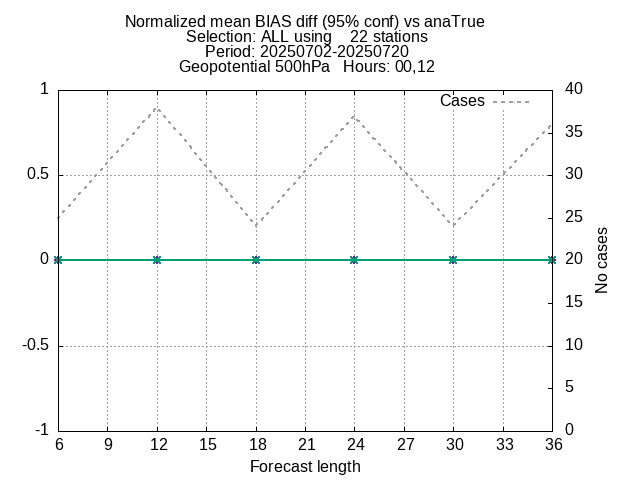 Normalized mean BIAS diff (95% conf) vs anaTrue
Selection: ALL using    22 stations
Period: 20250702-20250720
Geopotential 500hPa   Hours: 00,12
Cases
1
0.5
0
-0.5
-1
40
35
30
25
20
15
10
5
0
No cases
6 9 12 15 18 21 24 27 30 33 36
Forecast length